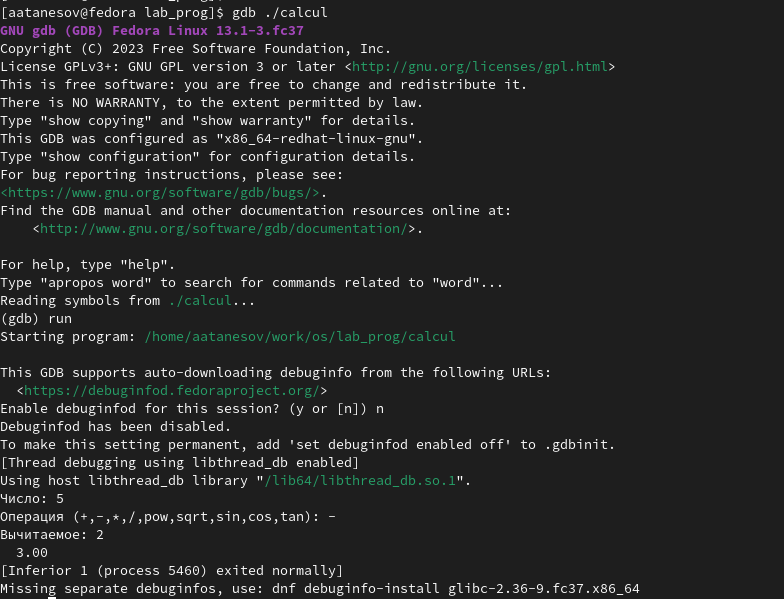 [aatanesov@fedora lab_prog]$ gdb ./calcul
GNU gdb (GDB) Fedora Linux 13.1-3.fc37
Copyright (C) 2023 Free Software Foundation, Inc.
License GPLv3+: GNU GPL version 3 or later <http://gnu.org/licenses/gpl.html>
This is free software: you are free to change and redistribute it.
There is NO WARRANTY, to the extent permitted by law.
Type "show copying" and "show warranty" for details.
This GDB was configured as "x86_64-redhat-linux-gnu".
Type "show configuration" for configuration details.
For bug reporting instructions, please see:
<https://www.gnu.org/software/gdb/bugs/>.
Find the GDB manual and other documentation resources online at:
    <http://www.gnu.org/software/gdb/documentation/>.

For help, type "help".
Type "apropos word" to search for commands related to "word"...
Reading symbols from ./calcul...
(gdb) run
Starting program: /home/aatanesov/work/os/lab_prog/calcul

This GDB supports auto-downloading debuginfo from the following URLs:
  <https://debuginfod.fedoraproject.org/>
Enable debuginfod for this session? (y or [n]) n
Debuginfod has been disabled.
To make this setting permanent, add 'set debuginfod enabled off' to .gdbinit.
[Thread debugging using libthread_db enabled]
Using host libthread_db library "/lib64/libthread_db.so.1".
Число: 5
Операция (+,-,*,/,pow,sqrt,sin,cos,tan): -
Вычитаемое: 2
  3.00
[Inferior 1 (process 5460) exited normally]
Missing separate debuginfos, use: dnf debuginfo-install glibc-2.36-9.fc37.x86_64